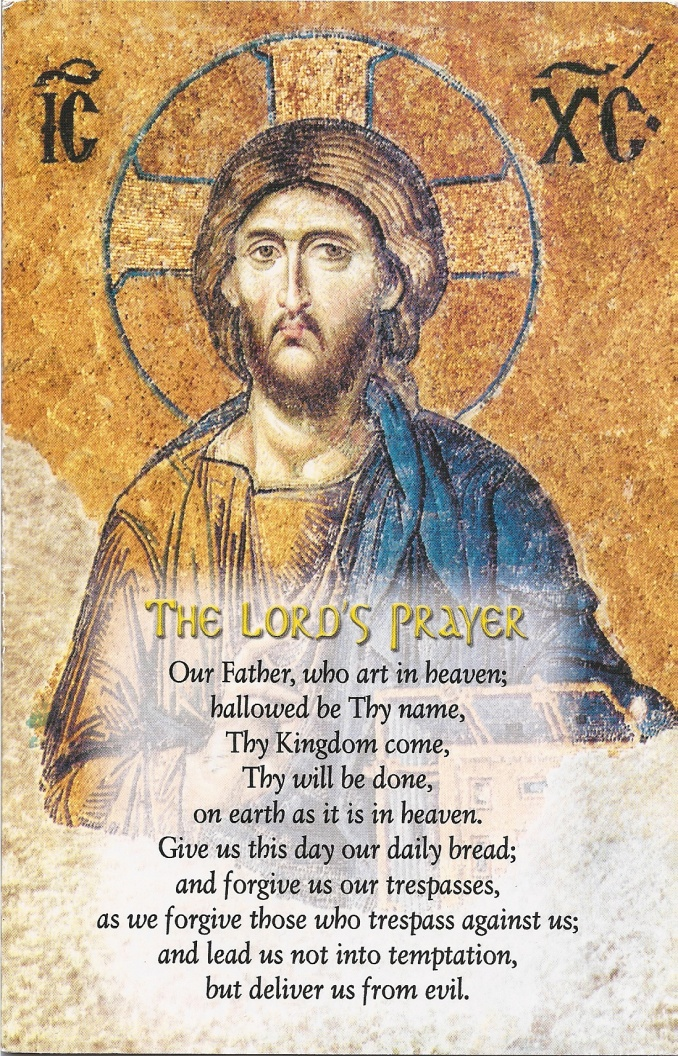 IC XC
THE LORD'S PRAYER
Our Father, who art in heaven;
hallowed be Thy name,
Thy Kingdom come,
Thy will be done,
on earth as it is in heaven.
Give us this day our daily bread;
and forgive us our trespasses,
as we forgive those who trespass against us;
and lead us not into temptation,
but deliver us from evil.